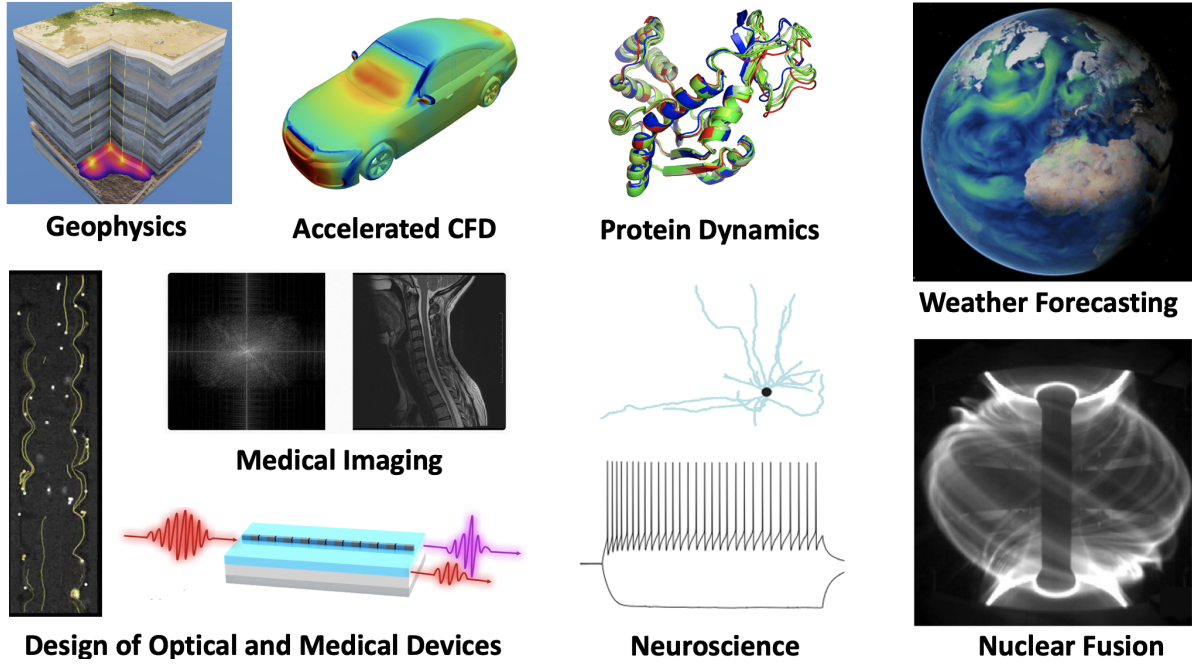 Geophysics
Accelerated CFD
Protein Dynamics
Weather Forecasting
Medical Imaging
Design of Optical and Medical Devices
Neuroscience
Nuclear Fusion